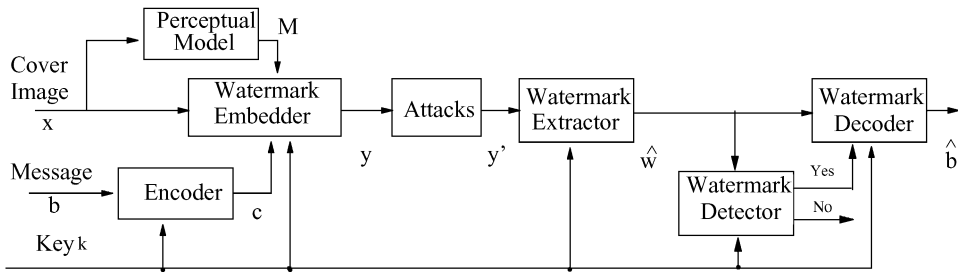 Perceptual
Model
M
Cover
Image
x
Watermark
Embedder
Attacks
Watermark
Extractor
Watermark
Decoder
y
y’
ŵ
b̂
Message
b
Encoder
c
Watermark
Detector
Yes
No
Key k